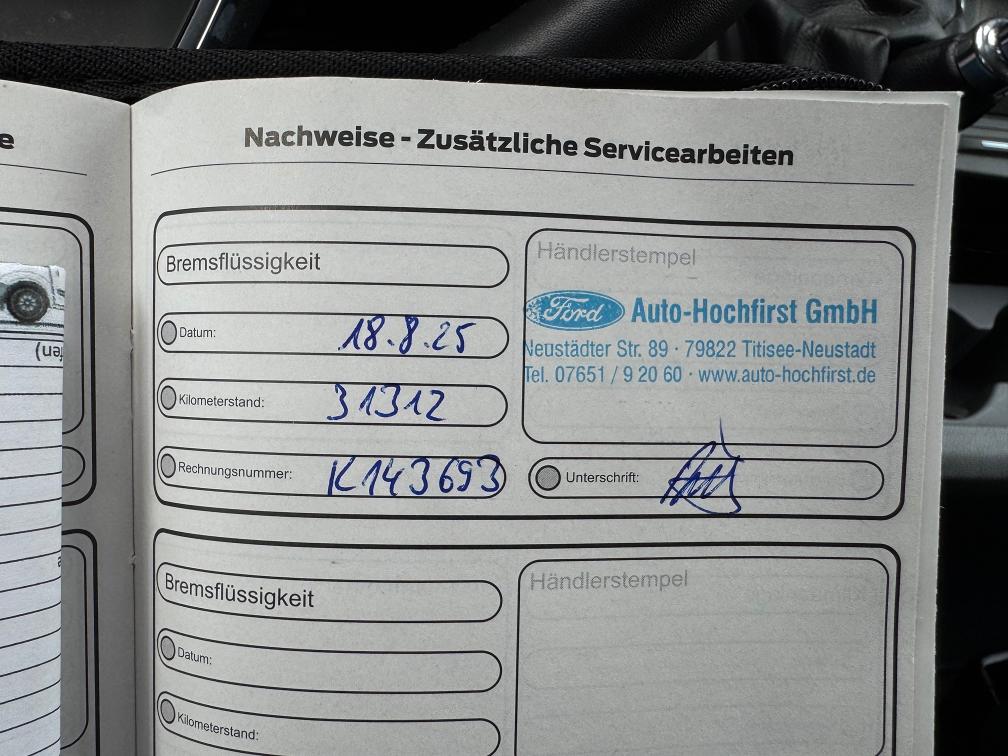 e
Nachweise - Zusätzliche Servicearbeiten
Bremsflüssigkeit
Datum: 18.8.25
Kilometerstand: 31312
Rechnungsnummer: K143693
Händlerstempel
Ford Auto-Hochfirst GmbH
Neustädter Str. 89 · 79822 Titisee-Neustadt
Tel. 07651 / 9 20 60 · www.auto-hochfirst.de
Unterschrift:
Bremsflüssigkeit
Datum:
Kilometerstand:
Händlerstempel